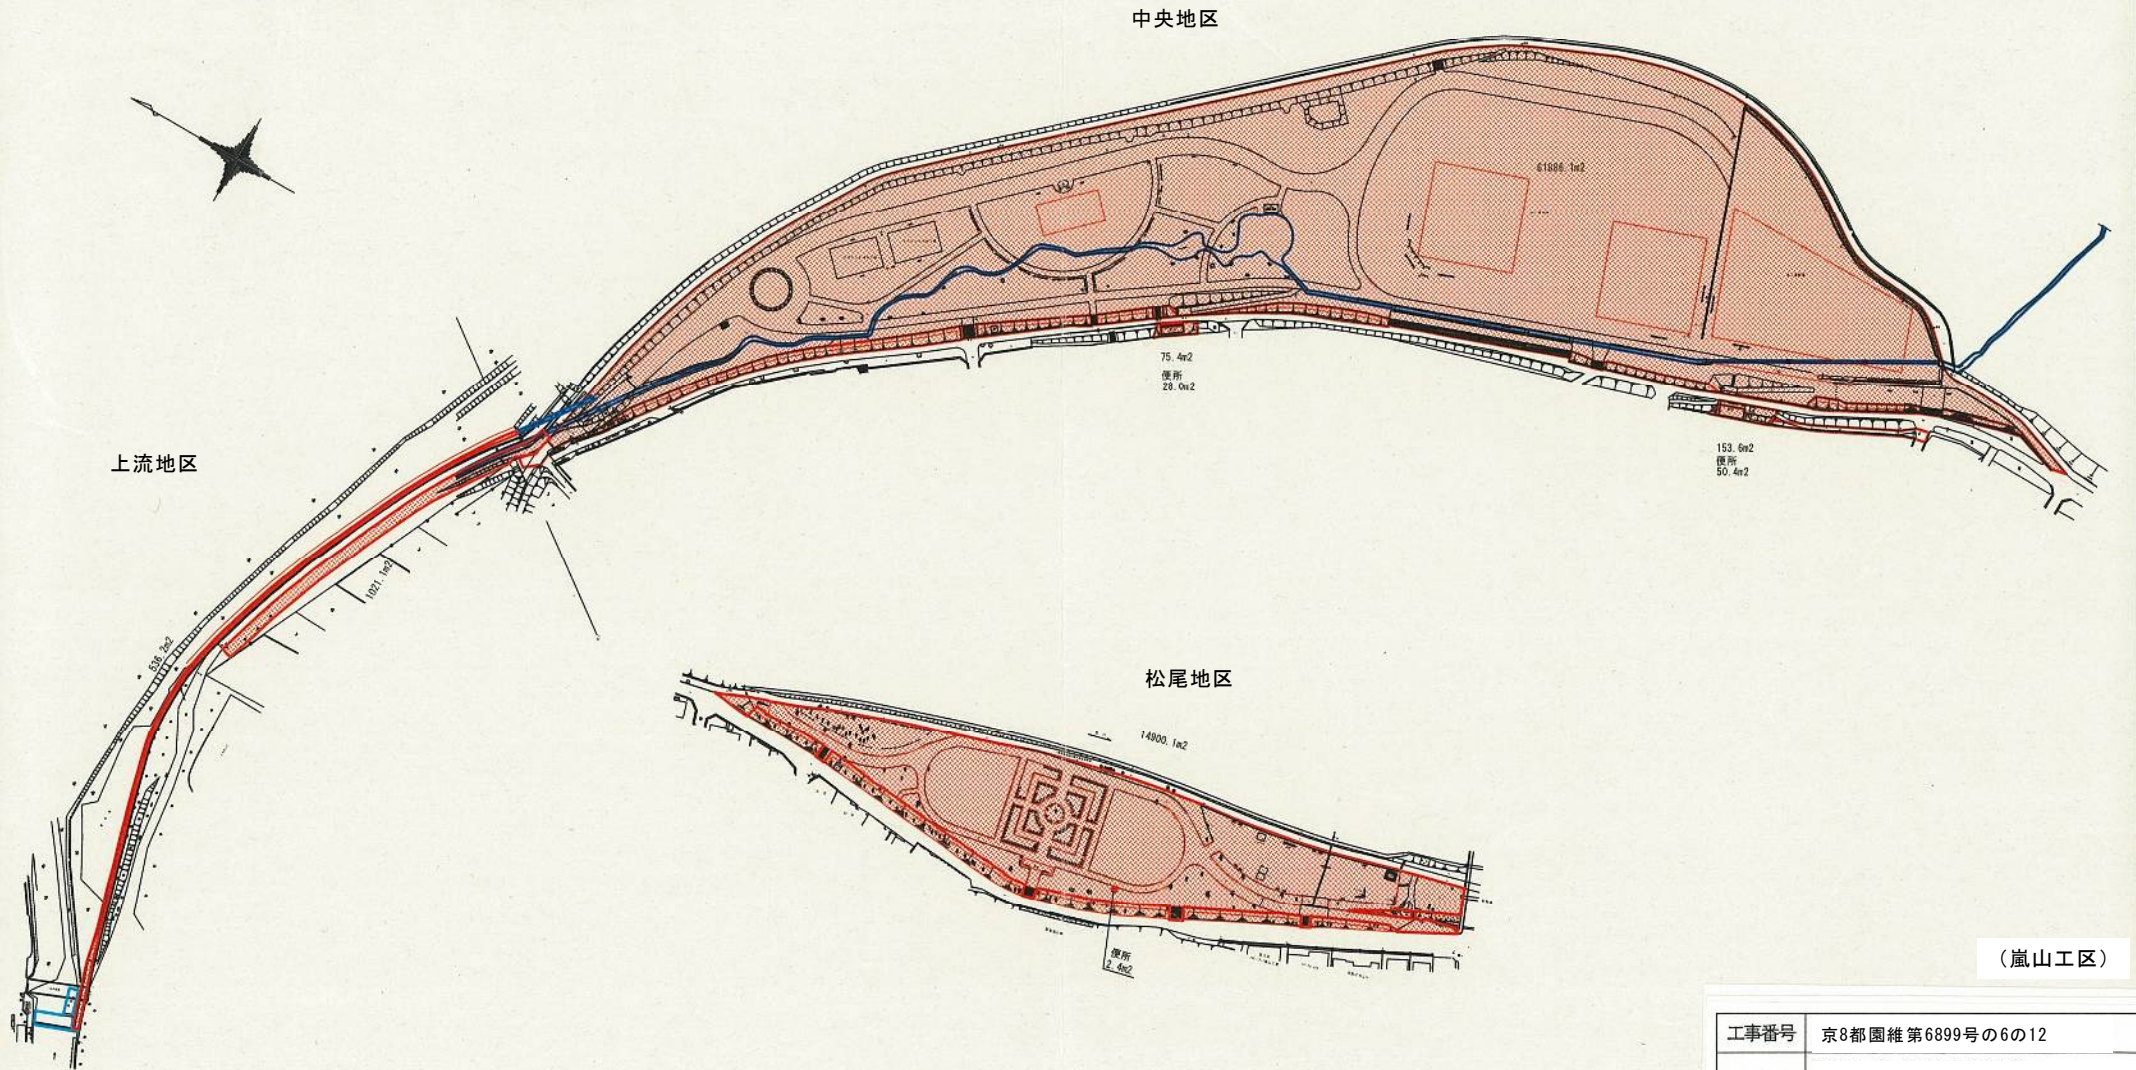 中央地区
61886.1m2
75.4m2
便所
28.0m2
153.6m2
便所
50.4m2
上流地区
1021.1m2
536.2m2
松尾地区
14900.1m2
便所
2.4m2
(嵐山工区)
工事番号 京8都園維第6899号の6の12